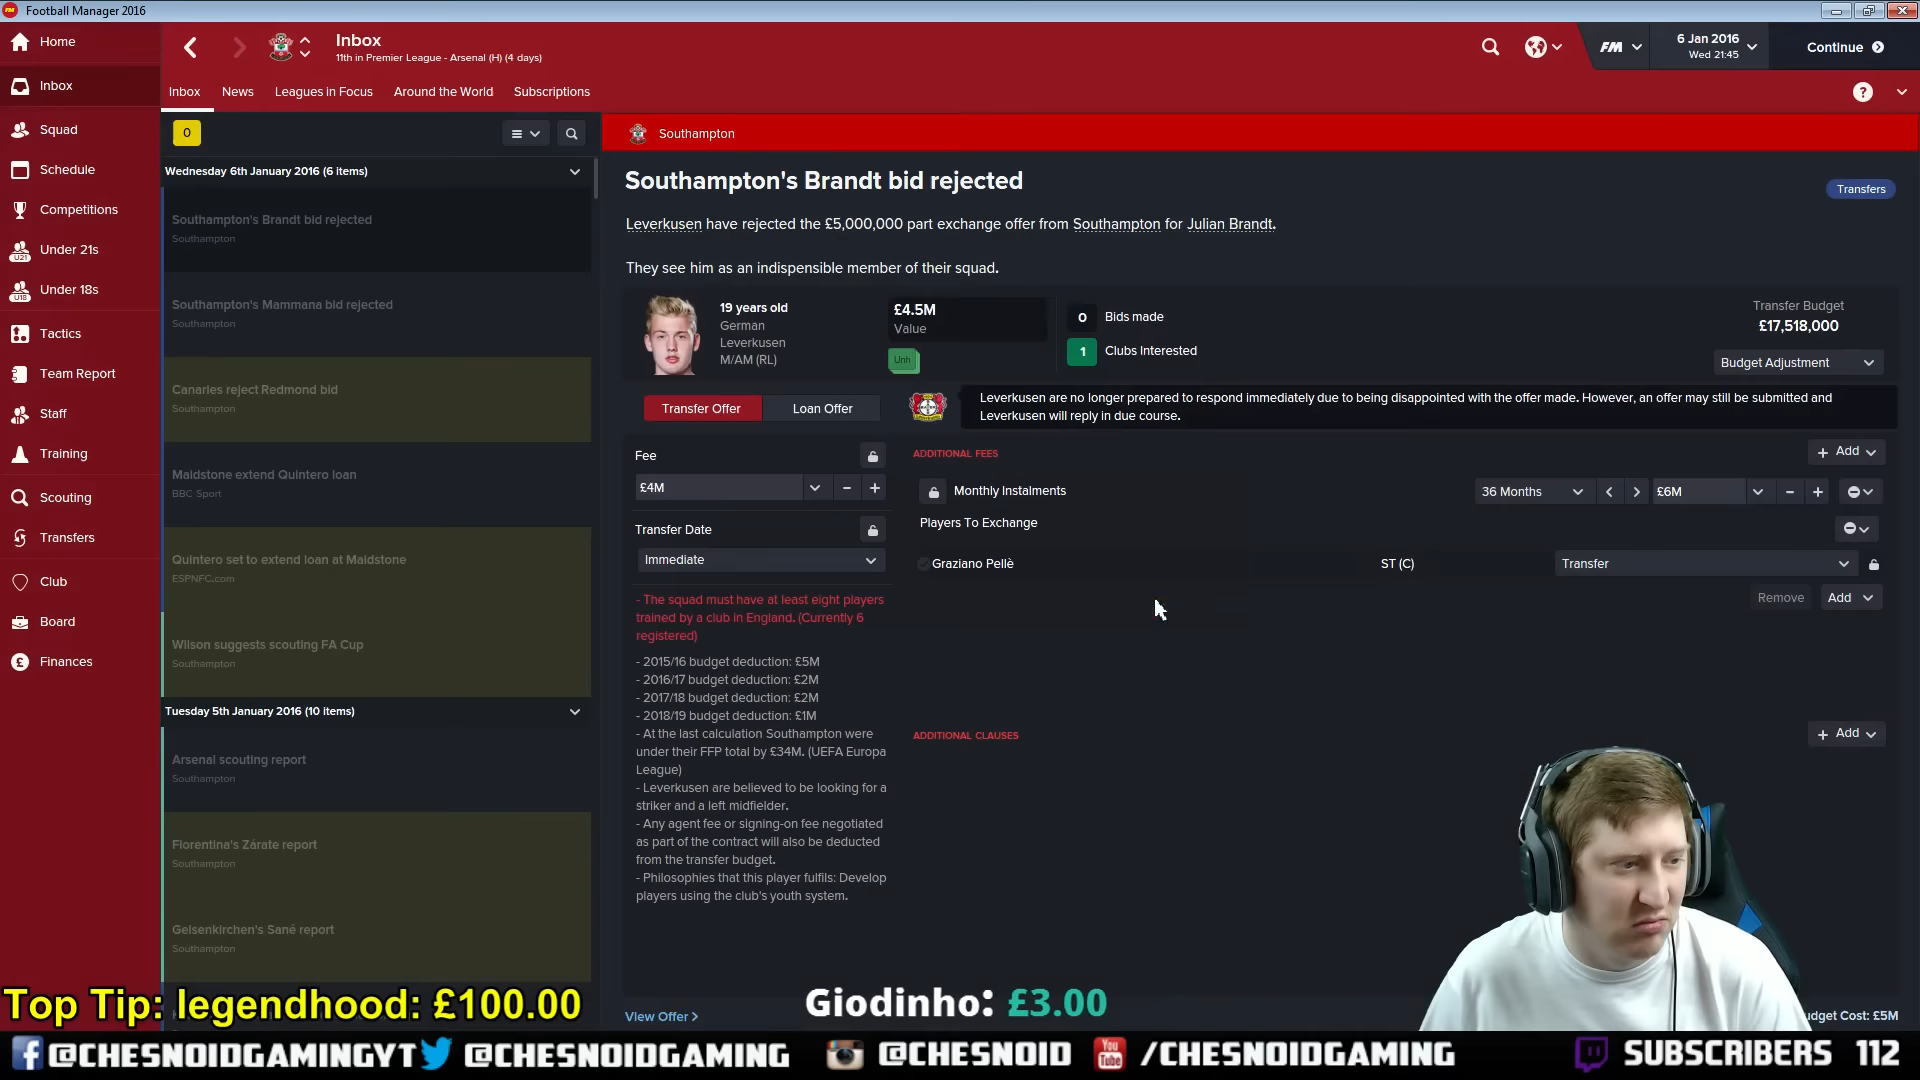 Football Manager 2016
Home
Inbox
11th in Premier League - Arsenal (H) (4 days)
FM
6 Jan 2016
Wed 21:45
Continue
Inbox
Squad
Schedule
Competitions
Under 21s
Under 18s
Tactics
Team Report
Staff
Training
Scouting
Transfers
Club
Board
Finances
Inbox News Leagues in Focus Around the World Subscriptions
?
0
Wednesday 6th January 2016 (6 items)
Southampton's Brandt bid rejected
Southampton
Southampton's Mammana bid rejected
Southampton
Canaries reject Redmond bid
Southampton
Maidstone extend Quintero loan
BBC Sport
Quintero set to extend loan at Maidstone
ESPNFC.com
Wilson suggests scouting FA Cup
Southampton
Tuesday 5th January 2016 (10 items)
Arsenal scouting report
Southampton
Fiorentina's Zárate report
Southampton
Gelsenkirchen's Sané report
Southampton
Southampton
Southampton's Brandt bid rejected
Transfers
Leverkusen have rejected the £5,000,000 part exchange offer from Southampton for Julian Brandt.
They see him as an indispensible member of their squad.
19 years old
German
Leverkusen
M/AM (RL)
£4.5M
Value
Unh
0 Bids made
1 Clubs Interested
Transfer Budget
£17,518,000
Budget Adjustment
Transfer Offer Loan Offer
Leverkusen are no longer prepared to respond immediately due to being disappointed with the offer made. However, an offer may still be submitted and
Leverkusen will reply in due course.
Fee
£4M
Transfer Date
Immediate
- The squad must have at least eight players
trained by a club in England. (Currently 6
registered)
- 2015/16 budget deduction: £5M
- 2016/17 budget deduction: £2M
- 2017/18 budget deduction: £2M
- 2018/19 budget deduction: £1M
- At the last calculation Southampton were
under their FFP total by £34M. (UEFA Europa
League)
- Leverkusen are believed to be looking for a
striker and a left midfielder.
- Any agent fee or signing-on fee negotiated
as part of the contract will also be deducted
from the transfer budget.
- Philosophies that this player fulfils: Develop
players using the club's youth system.
ADDITIONAL FEES
+ Add
Monthly Instalments
36 Months
£6M
Players To Exchange
Graziano Pellè
ST (C)
Transfer
Remove
Add
ADDITIONAL CLAUSES
+ Add
View Offer >
udget Cost: £5M
Top Tip: legendhood: £100.00
Giodinho: £3.00
@CHESNOIDGAMINGYT @CHESNOIDGAMING @CHESNOID You Tube /CHESNOIDGAMING SUBSCRIBERS 112